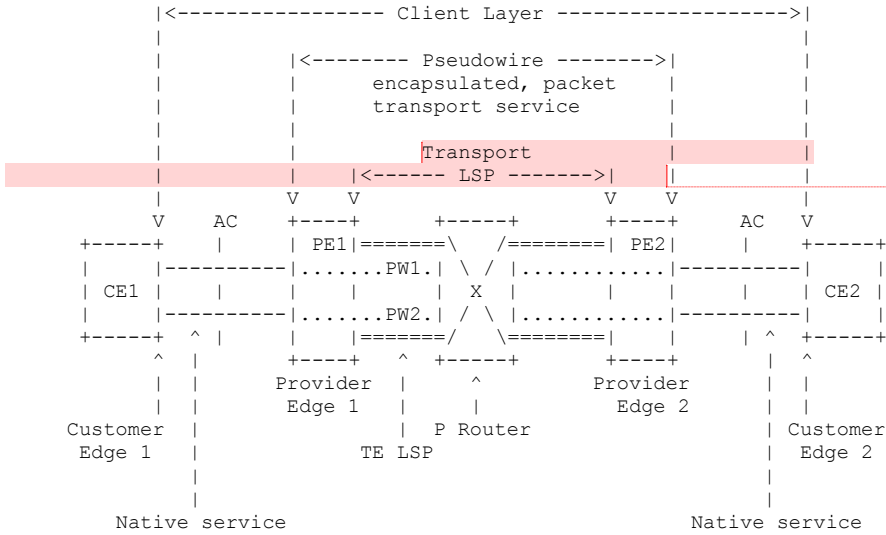 |<--------------- Client Layer ------------------->|
|<-------- Pseudowire -------->|
encapsulated, packet
transport service
Transport
|<------ LSP ------->|
V V V V
V AC +----+ +-----+ +----+ AC V
+-----+ | | PE1|=======\ /========| PE2| | +-----+
| |----------|.......PW1.| \ / |............|----------| |
| CE1 | | | | | X | | | | | CE2 |
| |----------|.......PW2.| / \ |............|----------| |
+-----+ ^ | | |=======/ \========| | | ^ +-----+
^ | +----+ ^ +-----+ +----+ | ^
| | Provider | ^ Provider | |
| | Edge 1 | | Edge 2 | |
Customer | | P Router | Customer
Edge 1 | TE LSP | Edge 2
| |
| |
Native service Native service